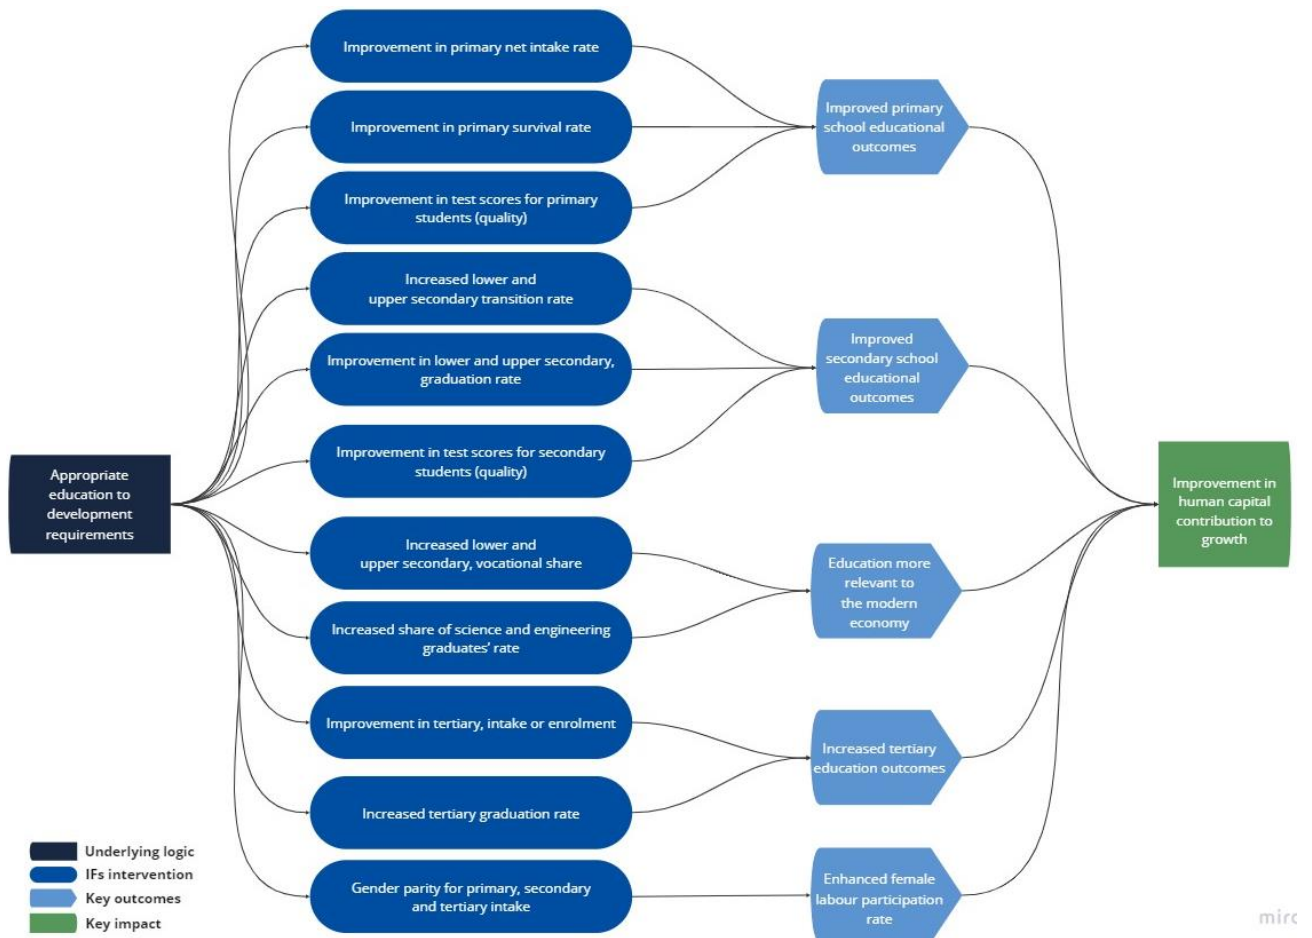 Appropriate
education to
development
requirements
Improvement in primary net intake rate
Improvement in primary survival rate
Improvement in test scores for primary
students (quality)
Increased lower and
upper secondary transition rate
Improvement in lower and upper secondary,
graduation rate
Improvement in test scores for secondary
students (quality)
Increased lower and
upper secondary, vocational share
Increased share of science and engineering
graduates' rate
Improvement in tertiary, intake or enrolment
Increased tertiary graduation rate
Gender parity for primary, secondary
and tertiary intake
Improved primary
school educational
outcomes
Improved
secondary school
educational
outcomes
Education more
relevant to
the modern
economy
Increased tertiary
education outcomes
Enhanced female
labour participation
rate
Improvement in
human capital
contribution to
growth
Underlying logic
IFs intervention
Key outcomes
Key impact